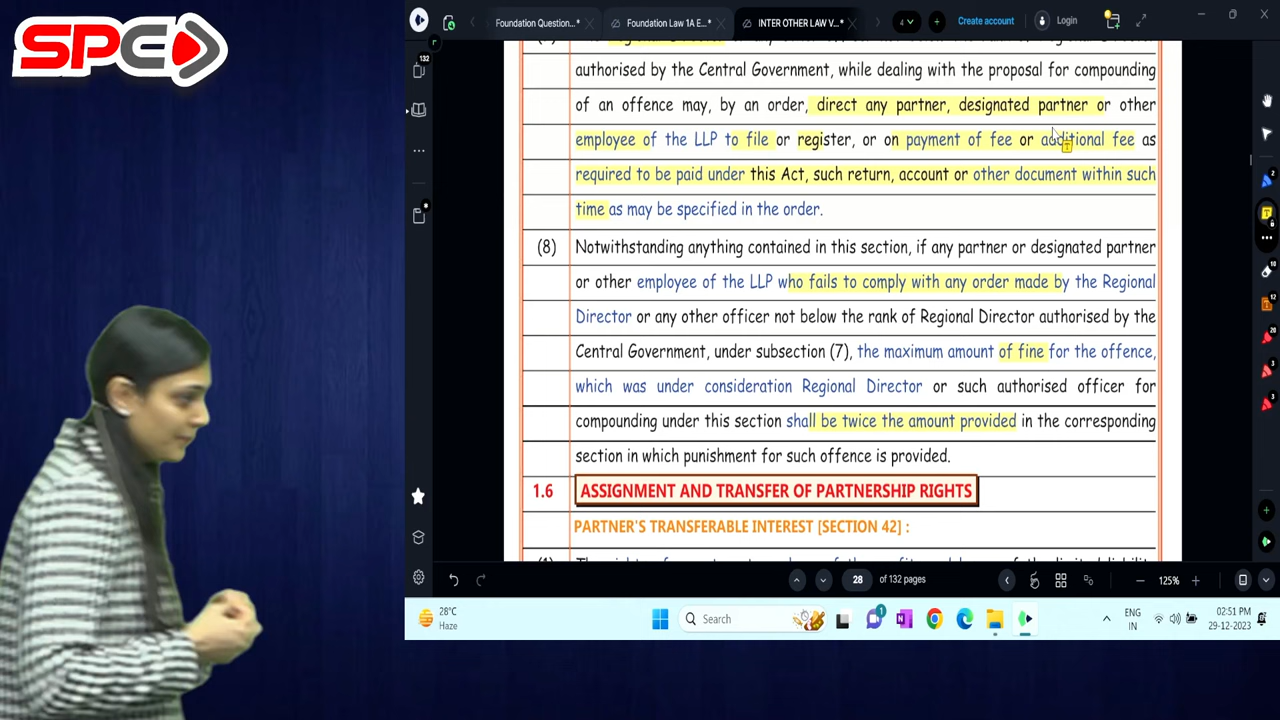 SPC
Foundation Question...*
Foundation Law 1A E...*
INTER OTHER LAW V...*
4
Create account
Login
132
authorised by the Central Government, while dealing with the proposal for compounding
of an offence may, by an order, direct any partner, designated partner or other
employee of the LLP to file or register, or on payment of fee or additional fee as
required to be paid under this Act, such return, account or other document within such
time as may be specified in the order.
(8) Notwithstanding anything contained in this section, if any partner or designated partner
or other employee of the LLP who fails to comply with any order made by the Regional
Director or any other officer not below the rank of Regional Director authorised by the
Central Government, under subsection (7), the maximum amount of fine for the offence,
which was under consideration Regional Director or such authorised officer for
compounding under this section shall be twice the amount provided in the corresponding
section in which punishment for such offence is provided.
1.6 ASSIGNMENT AND TRANSFER OF PARTNERSHIP RIGHTS
PARTNER'S TRANSFERABLE INTEREST [SECTION 42] :
28 of 132 pages
125%
28°C
Haze
Search
ENG
IN
02:51 PM
29-12-2023